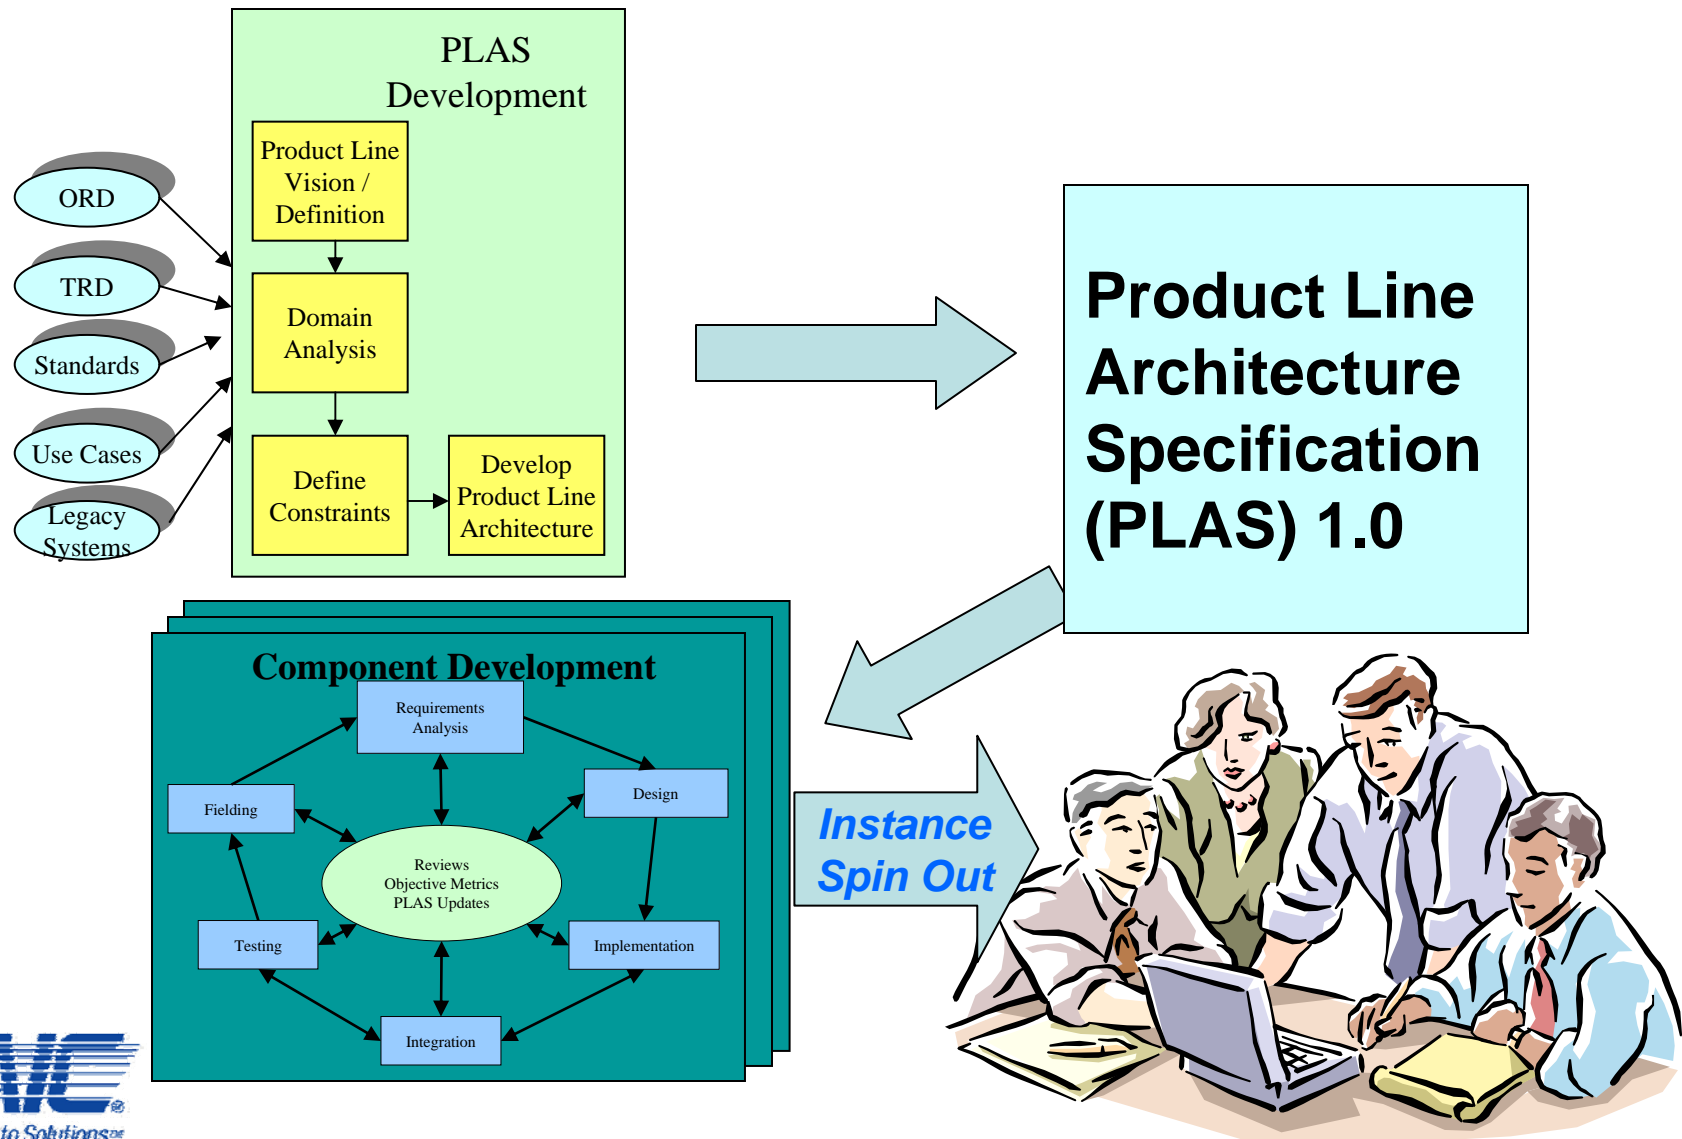 PLAS
Development
Product Line
Vision /
Definition
ORD
TRD
Domain
Analysis
Standards
Use Cases
Define
Constraints
Develop
Product Line
Architecture
Legacy
Systems
Product Line
Architecture
Specification
(PLAS) 1.0
Component Development
Requirements
Analysis
Design
Fielding
Reviews
Objective Metrics
PLAS Updates
Testing
Implementation
Integration
Instance
Spin Out
to Solutions